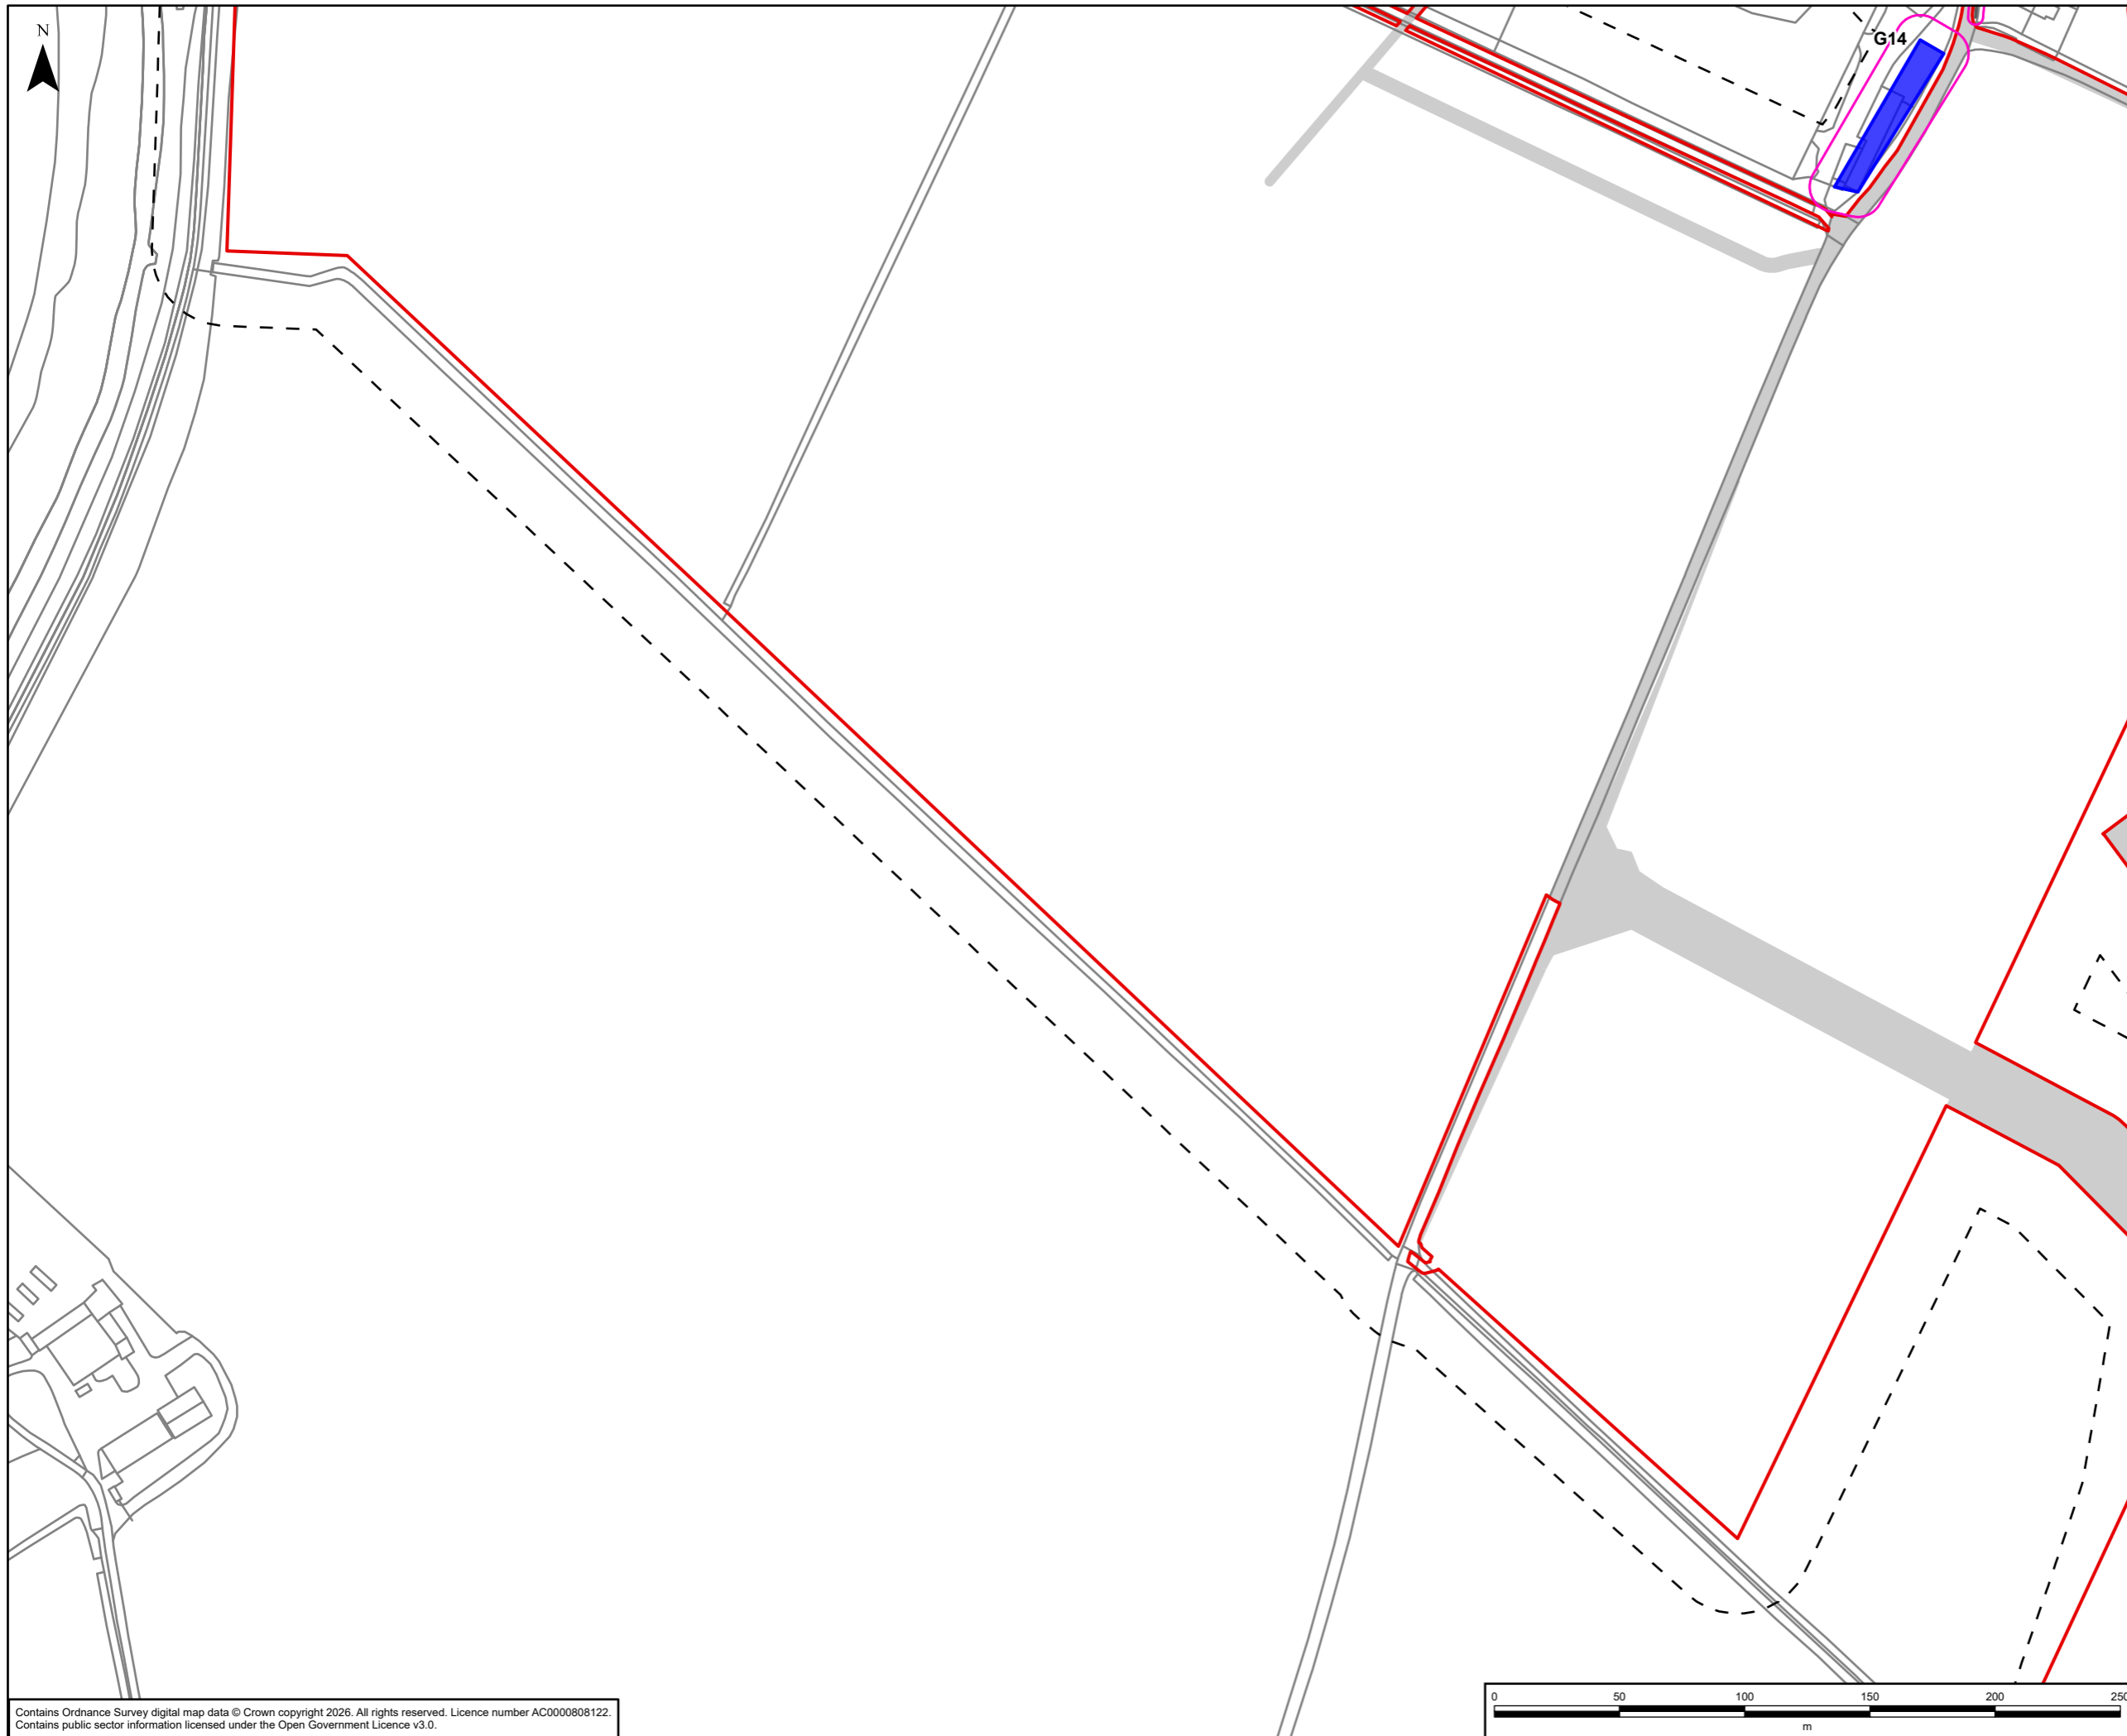 N
G14
Contains Ordnance Survey digital map data © Crown copyright 2026. All rights reserved. Licence number AC0000808122.
Contains public sector information licensed under the Open Government Licence v3.0.
0 50 100 150 200 250
m